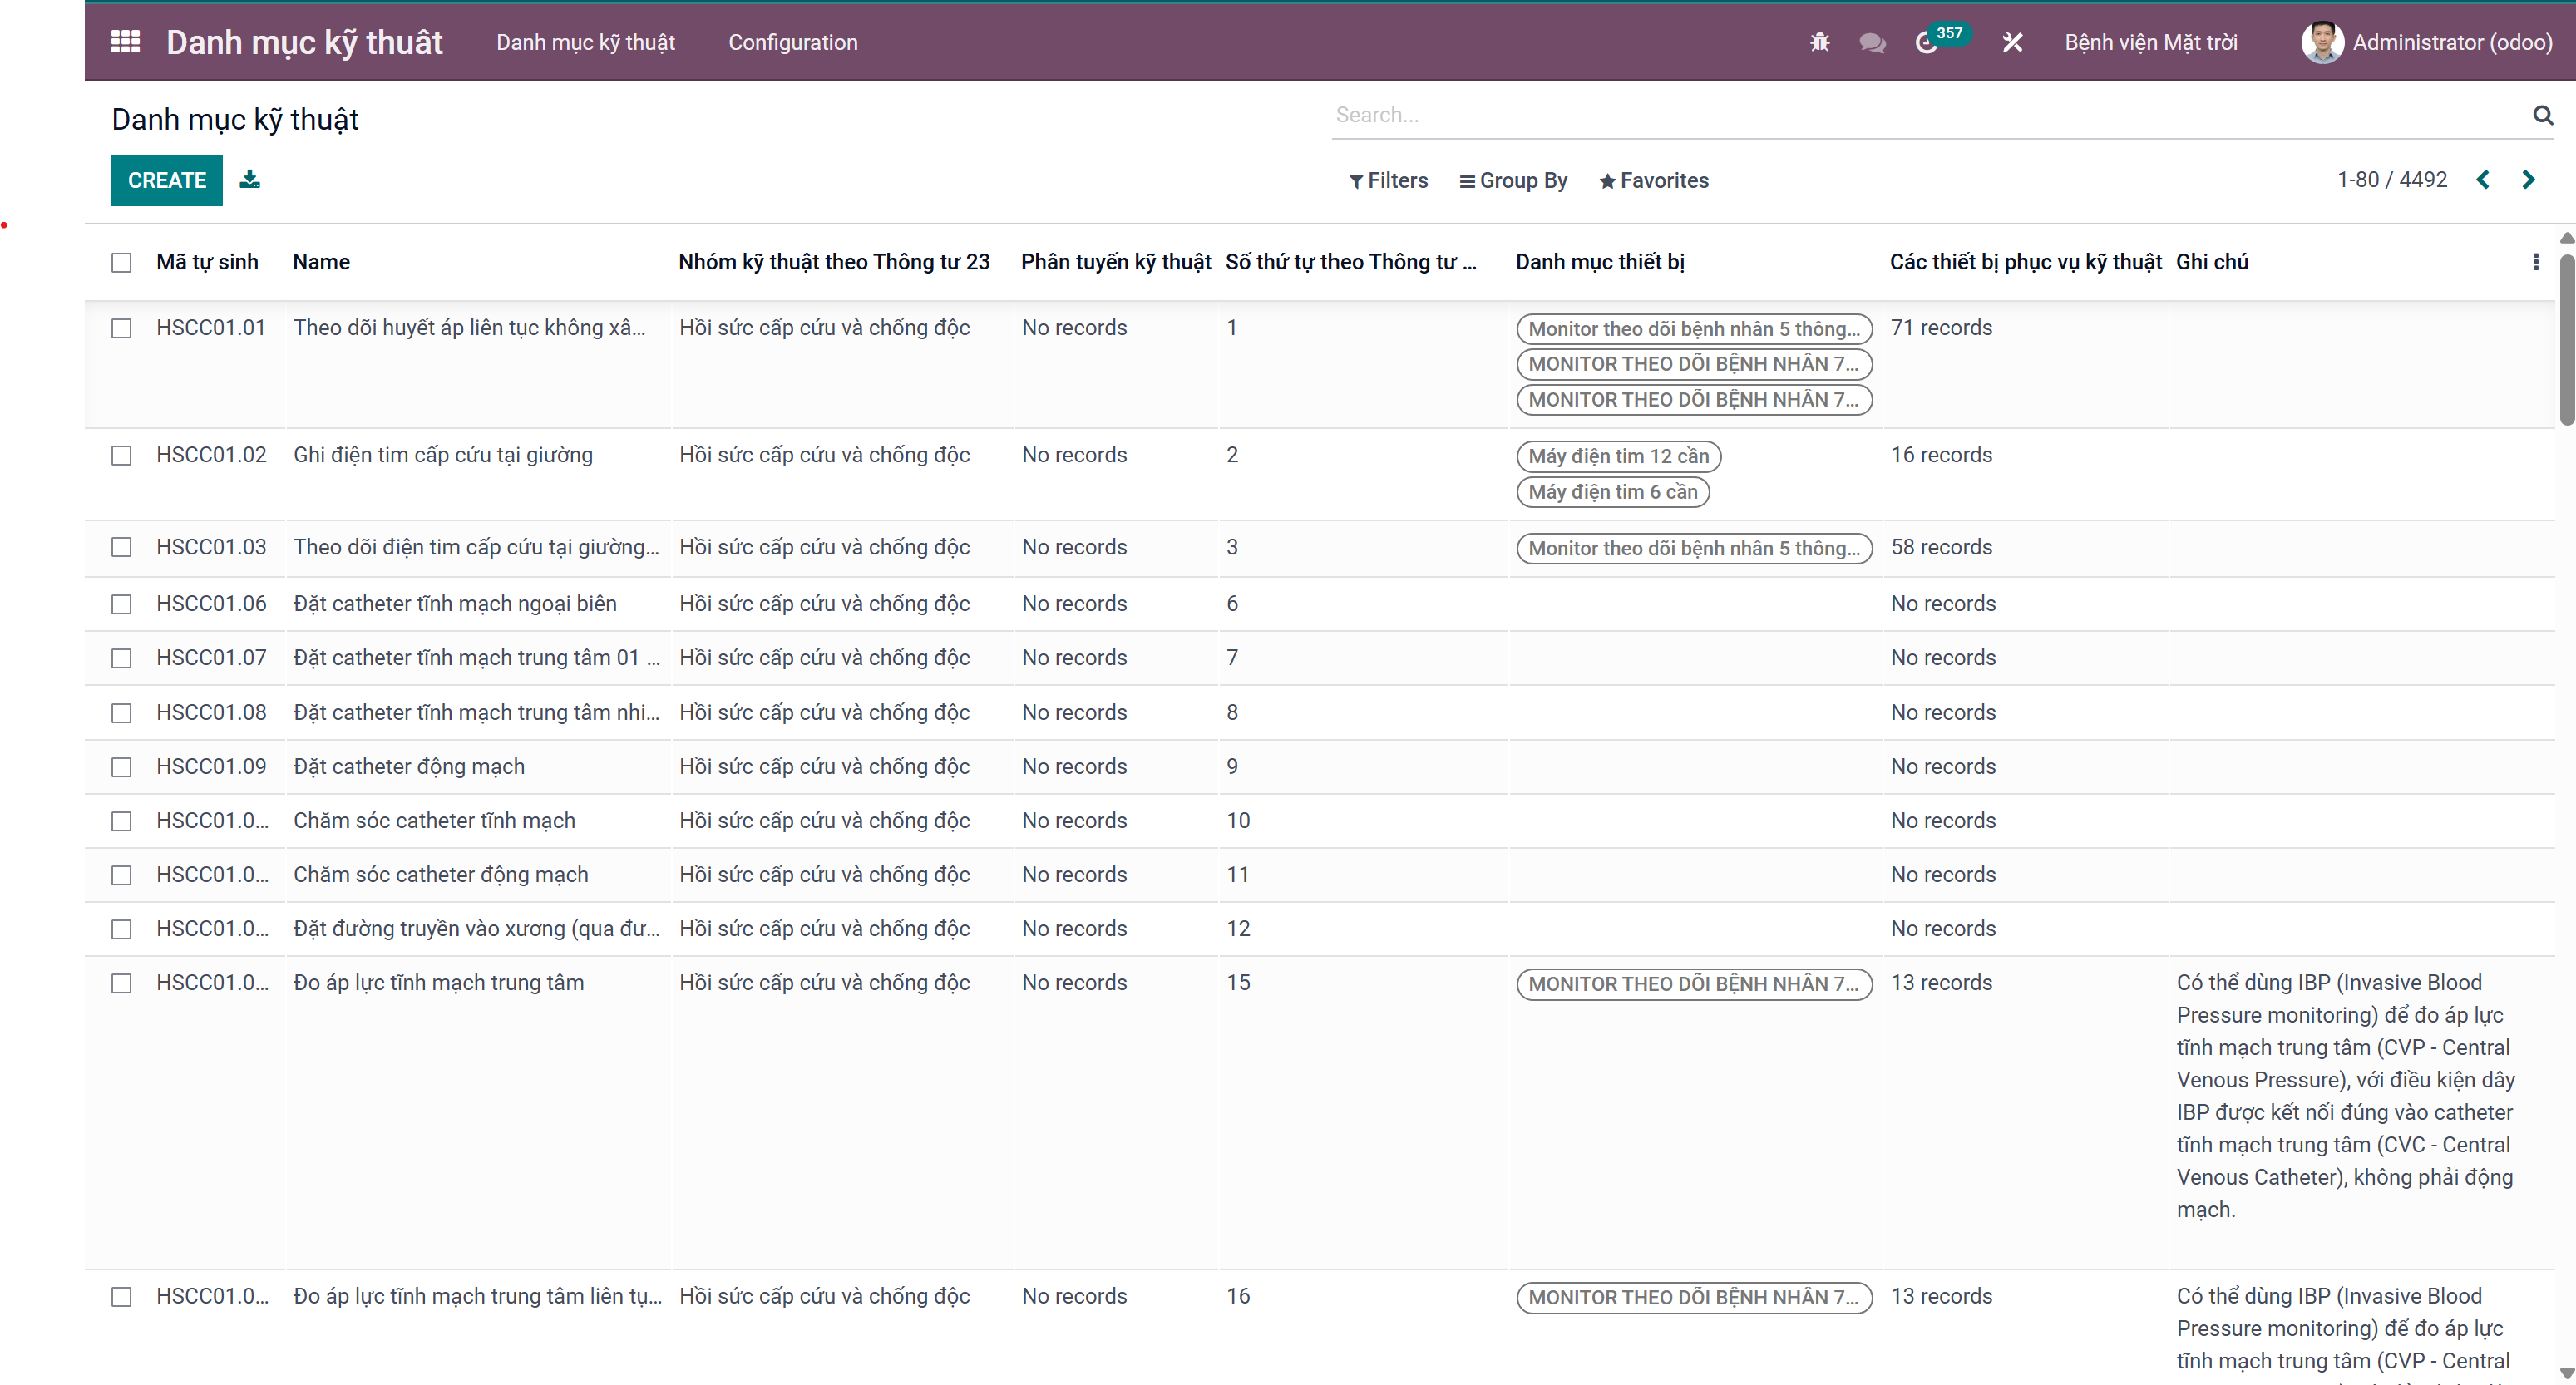 Danh mục kỹ thuât Danh mục kỹ thuật Configuration 357 Bệnh viện Mặt trời Administrator (odoo)
Danh mục kỹ thuật Search...
CREATE Filters Group By Favorites 1-80 / 4492
Mã tự sinh Name Nhóm kỹ thuật theo Thông tư 23 Phân tuyến kỹ thuật Số thứ tự theo Thông tư ... Danh mục thiết bị Các thiết bị phục vụ kỹ thuật Ghi chú
HSCC01.01 Theo dõi huyết áp liên tục không xâ... Hồi sức cấp cứu và chống độc No records 1 Monitor theo dõi bệnh nhân 5 thông... 71 records
MONITOR THEO DÕI BỆNH NHÂN 7...
MONITOR THEO DÕI BỆNH NHÂN 7...
HSCC01.02 Ghi điện tim cấp cứu tại giường Hồi sức cấp cứu và chống độc No records 2 Máy điện tim 12 cần 16 records
Máy điện tim 6 cần
HSCC01.03 Theo dõi điện tim cấp cứu tại giường... Hồi sức cấp cứu và chống độc No records 3 Monitor theo dõi bệnh nhân 5 thông... 58 records
HSCC01.06 Đặt catheter tĩnh mạch ngoại biên Hồi sức cấp cứu và chống độc No records 6 No records
HSCC01.07 Đặt catheter tĩnh mạch trung tâm 01 ... Hồi sức cấp cứu và chống độc No records 7 No records
HSCC01.08 Đặt catheter tĩnh mạch trung tâm nhi... Hồi sức cấp cứu và chống độc No records 8 No records
HSCC01.09 Đặt catheter động mạch Hồi sức cấp cứu và chống độc No records 9 No records
HSCC01.0... Chăm sóc catheter tĩnh mạch Hồi sức cấp cứu và chống độc No records 10 No records
HSCC01.0... Chăm sóc catheter động mạch Hồi sức cấp cứu và chống độc No records 11 No records
HSCC01.0... Đặt đường truyền vào xương (qua đư... Hồi sức cấp cứu và chống độc No records 12 No records
HSCC01.0... Đo áp lực tĩnh mạch trung tâm Hồi sức cấp cứu và chống độc No records 15 MONITOR THEO DÕI BỆNH NHÂN 7... 13 records Có thể dùng IBP (Invasive Blood
Pressure monitoring) để đo áp lực
tĩnh mạch trung tâm (CVP - Central
Venous Pressure), với điều kiện dây
IBP được kết nối đúng vào catheter
tĩnh mạch trung tâm (CVC - Central
Venous Catheter), không phải động
mạch.
HSCC01.0... Đo áp lực tĩnh mạch trung tâm liên tụ... Hồi sức cấp cứu và chống độc No records 16 MONITOR THEO DÕI BỆNH NHÂN 7... 13 records Có thể dùng IBP (Invasive Blood
Pressure monitoring) để đo áp lực
tĩnh mạch trung tâm (CVP - Central